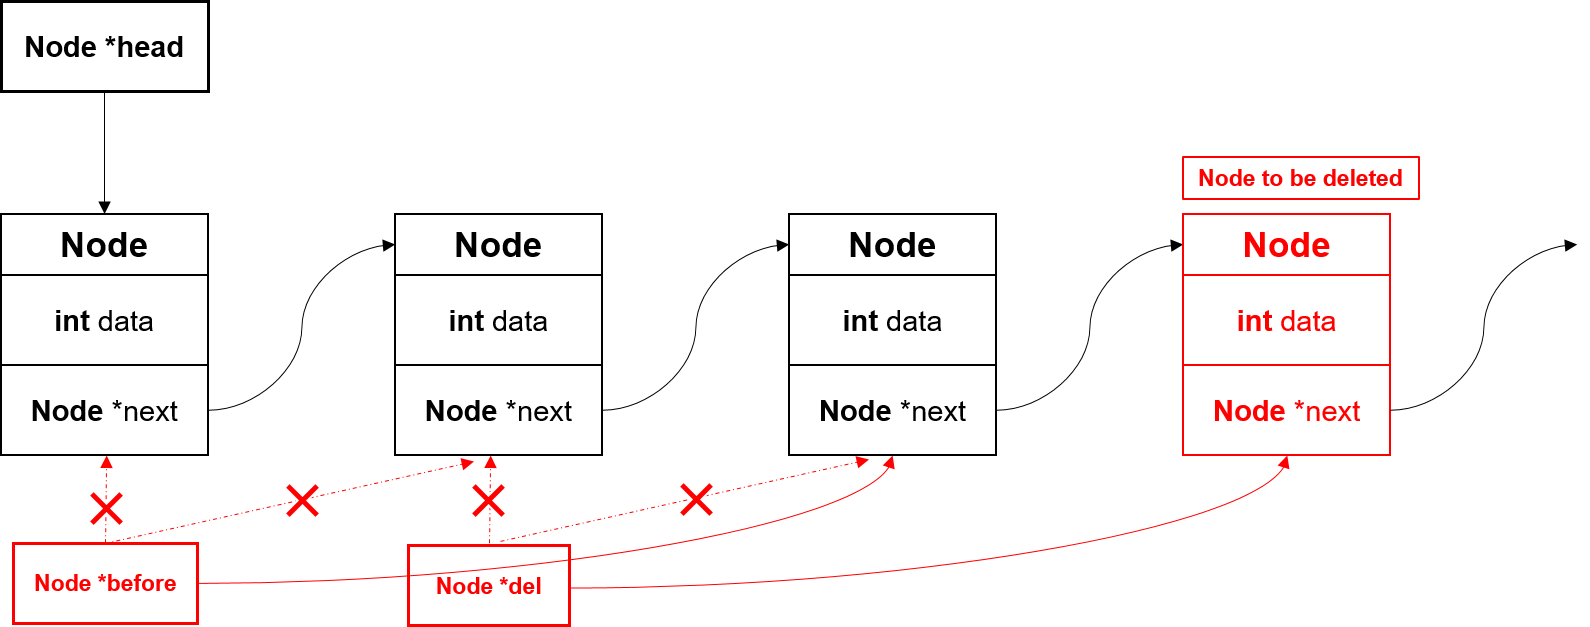 Node *head
Node to be deleted
Node
Node
Node
Node
int data
int data
int data
int data
Node *next
Node *next
Node *next
Node *next
Node *before
Node *del